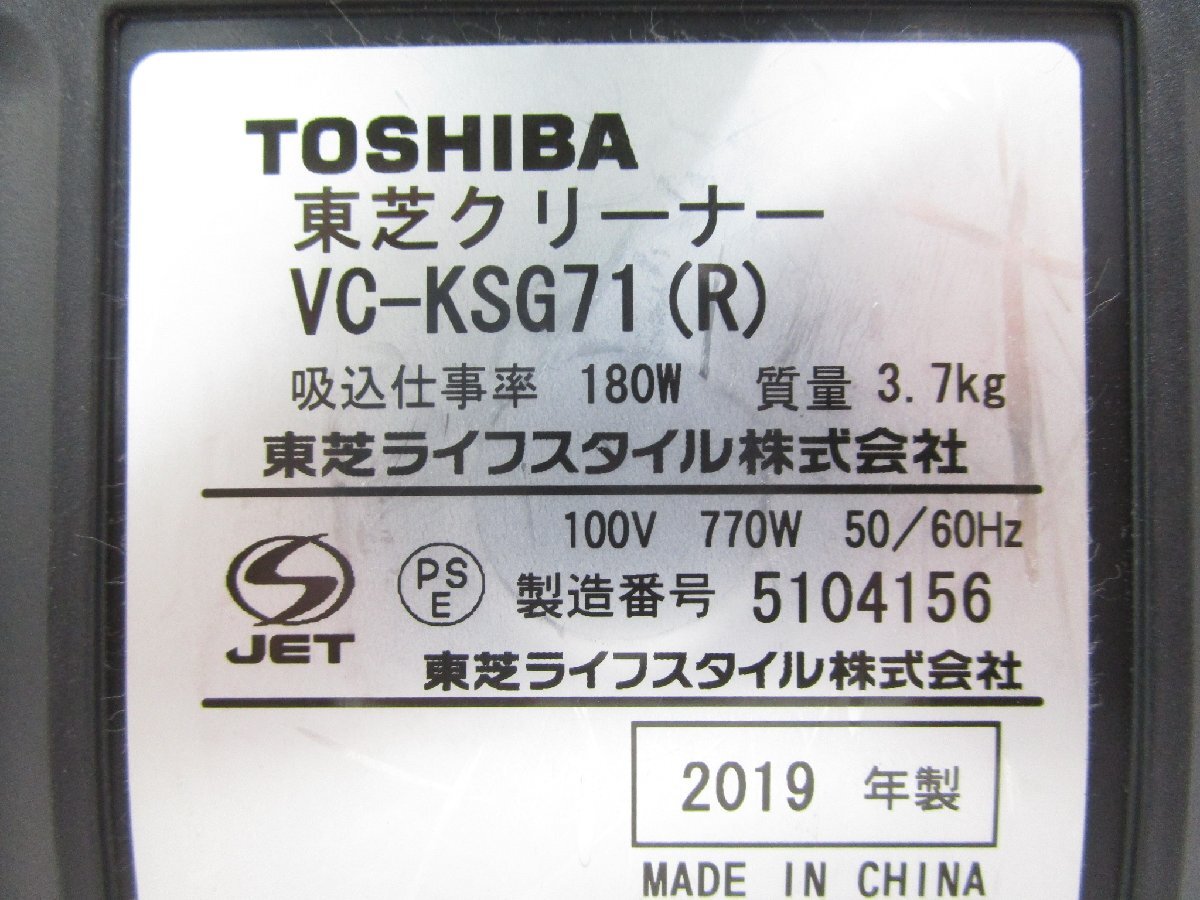 TOSHIBA
東芝クリーナー
VC-KSG71(R)
吸込仕事率 180W 質量 3.7kg
東芝ライフスタイル株式会社
100V 770W 50/60Hz
JET
PS
E
製造番号 5104156
東芝ライフスタイル株式会社
2019 年製
MADE IN CHINA